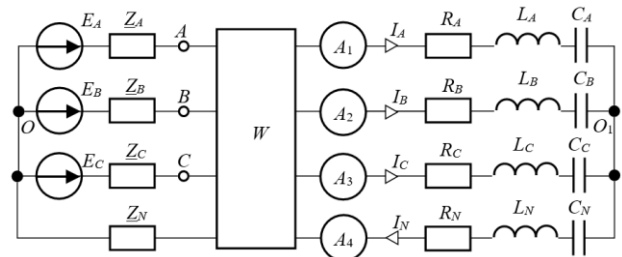 E_A Z_A A A_1 I_A R_A L_A C_A
E_B Z_B B A_2 I_B R_B L_B C_B
O W O_1
E_C Z_C C A_3 I_C R_C L_C C_C
Z_N A_4 I_N R_N L_N C_N